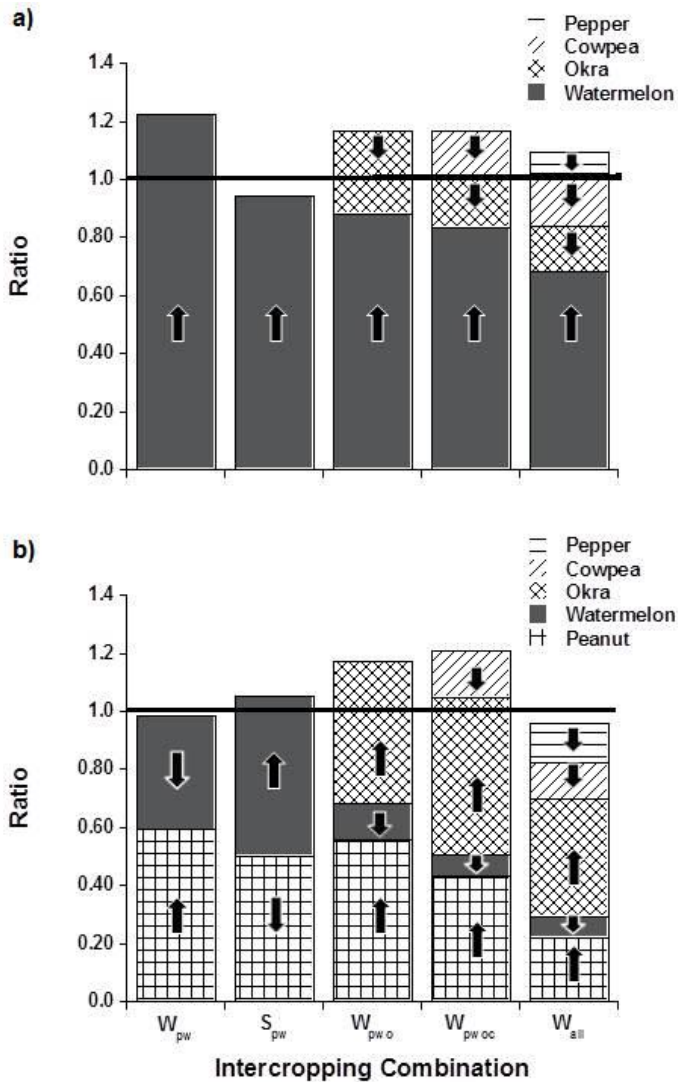 a)
Pepper
Cowpea
Okra
Watermelon
1.4
1.2
1.0
0.80
0.60
0.40
0.20
0.0
Ratio
b)
Pepper
Cowpea
Okra
Watermelon
Peanut
1.4
1.2
1.0
0.80
0.60
0.40
0.20
0.0
Ratio
Wpw Spw Wpw o Wpw oc Wall
Intercropping Combination